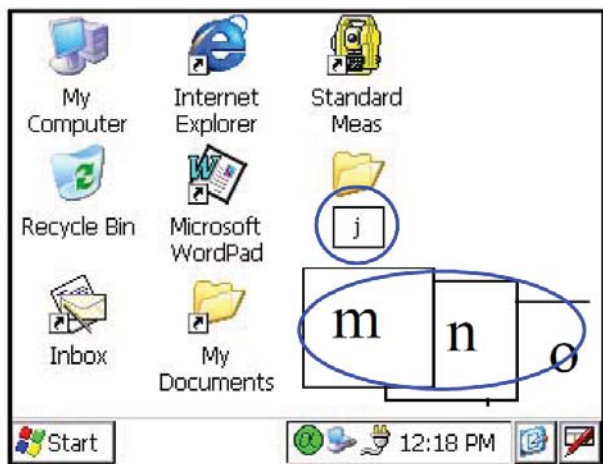 My
Computer
Internet
Explorer
Standard
Meas
Recycle Bin
Microsoft
WordPad
j
Inbox
My
Documents
m n o
Start
α
12:18 PM